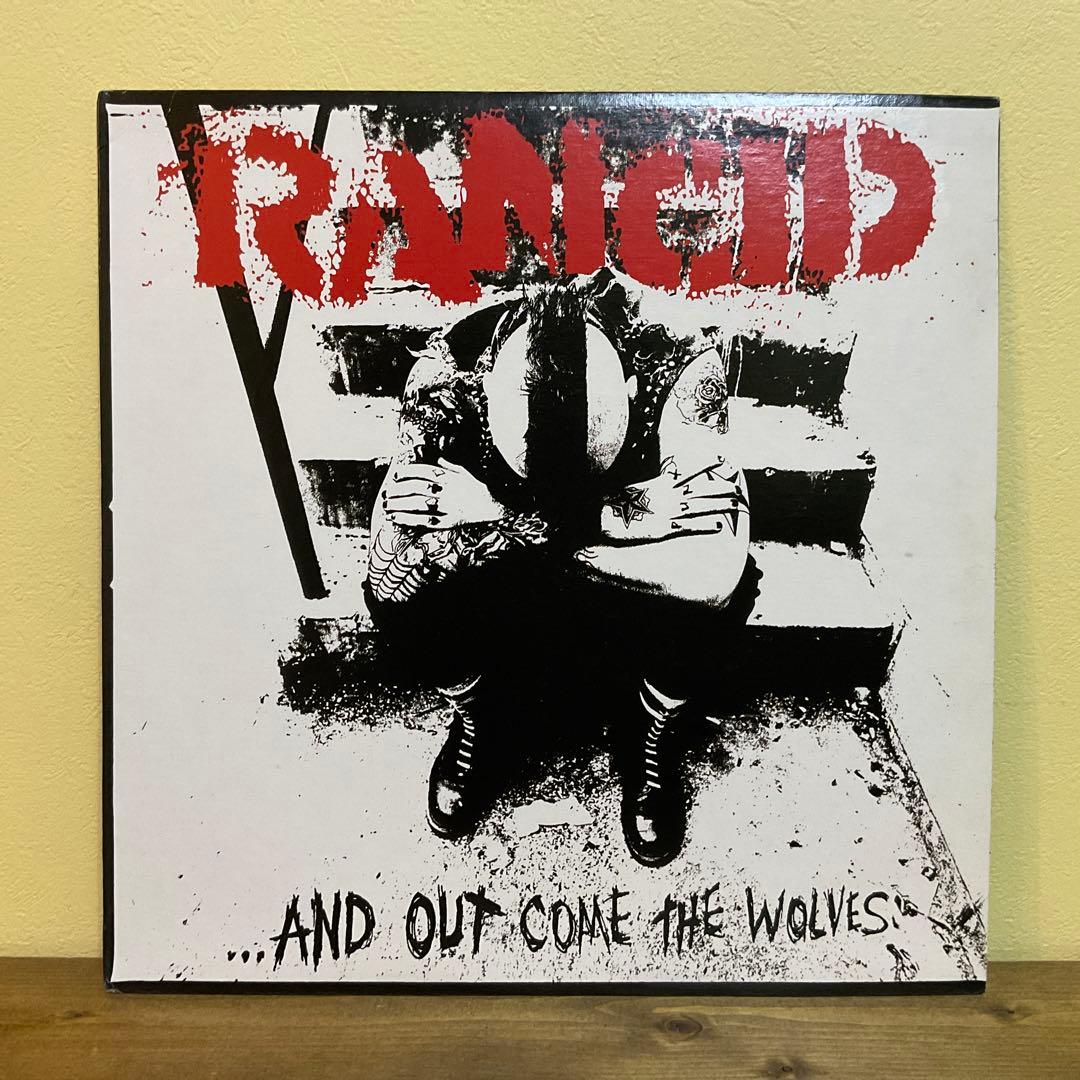 RANCID
...AND OUT COME THE WOLVES